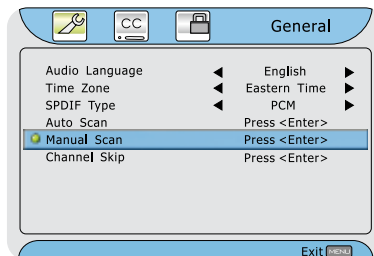 CC
General
Audio Language English
Time Zone Eastern Time
SPDIF Type PCM
Auto Scan Press <Enter>
Manual Scan Press <Enter>
Channel Skip Press <Enter>
Exit MENU